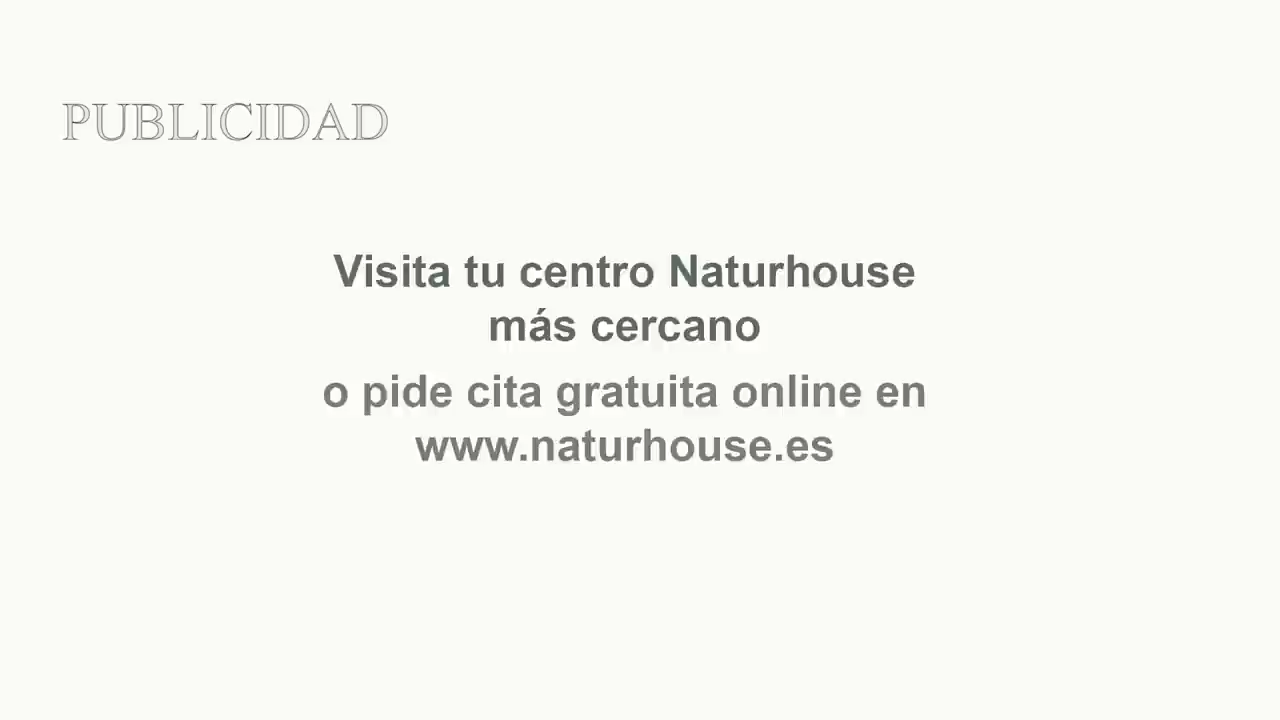 PUBLICIDAD
Visita tu centro Naturhouse
más cercano
o pide cita gratuita online en
www.naturhouse.es